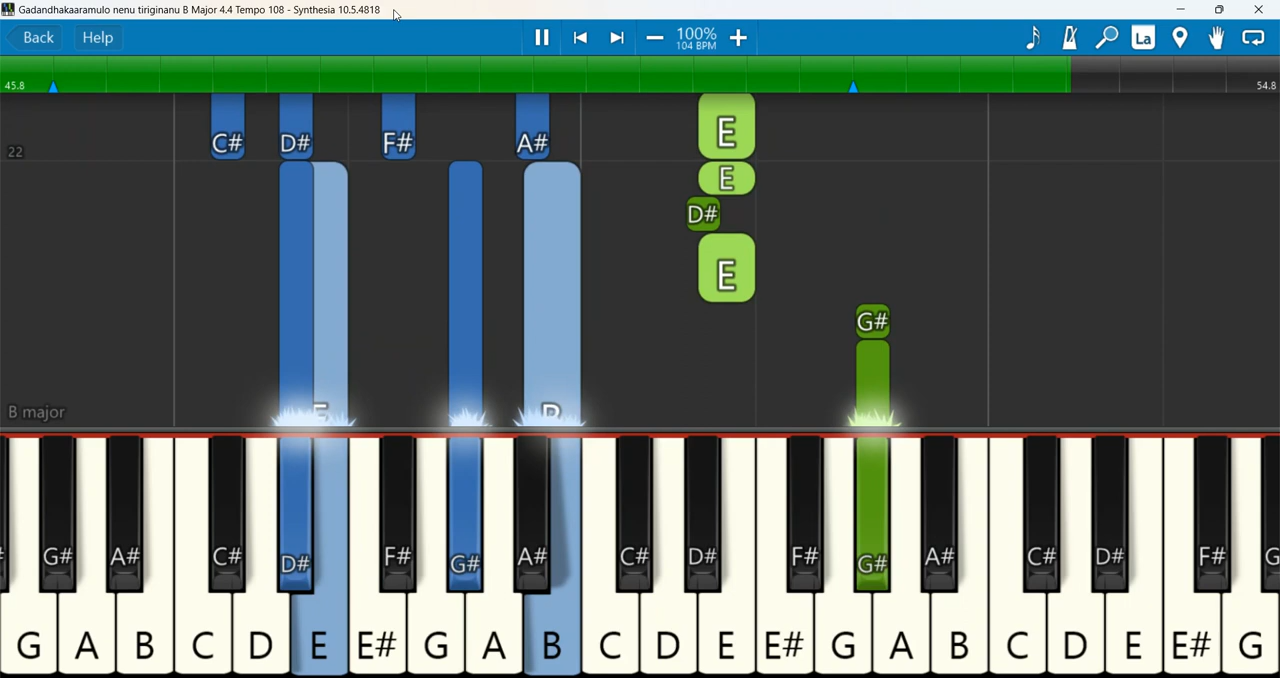 Gadandhakaaramulo nenu tiriginanu B Major 4.4 Tempo 108 - Synthesia 10.5.4818
Back Help 100% La
104 BPM
45.8 54.8
C# D# F# A# E
22
E
D#
E
G#
B major E B
G# A# C# D# F# G# A# C# D# F# G# A# C# D# F# G
G A B C D E E# G A B C D E E# G A B C D E E# G